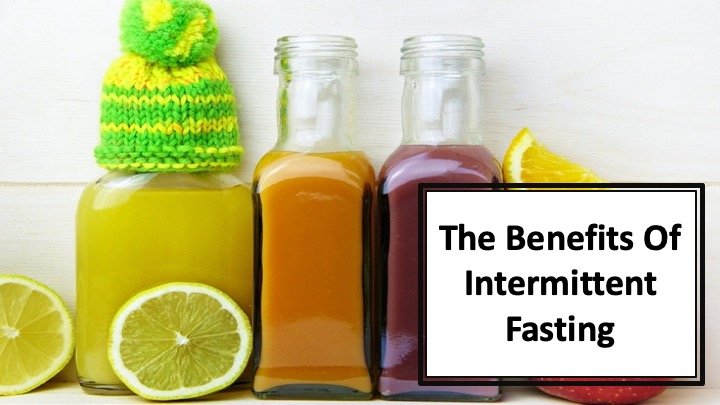 The Benefits Of
Intermittent
Fasting